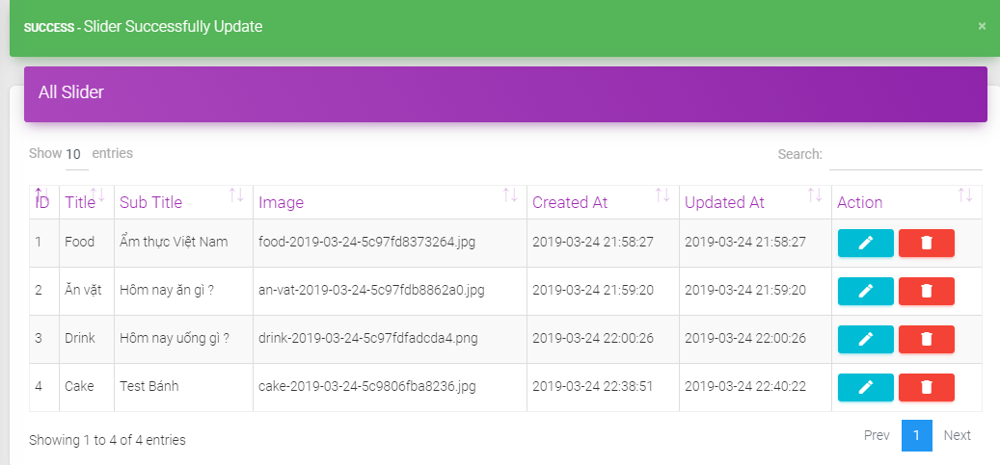 SUCCESS - Slider Successfully Update ×
All Slider
Show 10 entries Search:
ID Title Sub Title Image Created At Updated At Action
1 Food Ẩm thực Việt Nam food-2019-03-24-5c97fd8373264.jpg 2019-03-24 21:58:27 2019-03-24 21:58:27
2 Ăn vặt Hôm nay ăn gì ? an-vat-2019-03-24-5c97fdb8862a0.jpg 2019-03-24 21:59:20 2019-03-24 21:59:20
3 Drink Hôm nay uống gì ? drink-2019-03-24-5c97fdfadcda4.png 2019-03-24 22:00:26 2019-03-24 22:00:26
4 Cake Test Bánh cake-2019-03-24-5c9806fba8236.jpg 2019-03-24 22:38:51 2019-03-24 22:40:22
Showing 1 to 4 of 4 entries Prev 1 Next